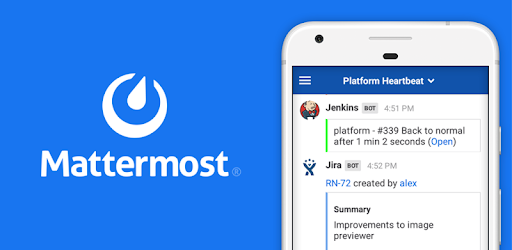 Mattermost®
Platform Heartbeat
Jenkins BOT 4:51 PM
platform - #339 Back to normal
after 1 min 2 seconds (Open)
Jira BOT 4:52 PM
RN-72 created by alex
Summary
Improvements to image
previewer